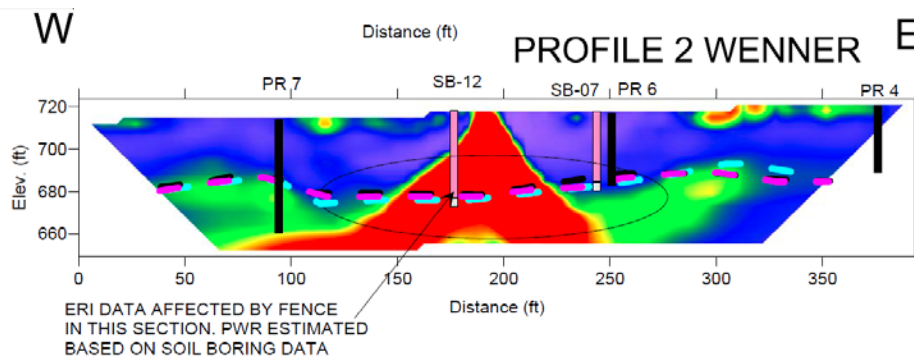 W
E
Distance (ft)
PROFILE 2 WENNER
PR 7
SB-12
SB-07
PR 6
PR 4
720
700
680
660
Elev. (ft)
0
50
100
150
200
250
300
350
Distance (ft)
ERI DATA AFFECTED BY FENCE
IN THIS SECTION. PWR ESTIMATED
BASED ON SOIL BORING DATA